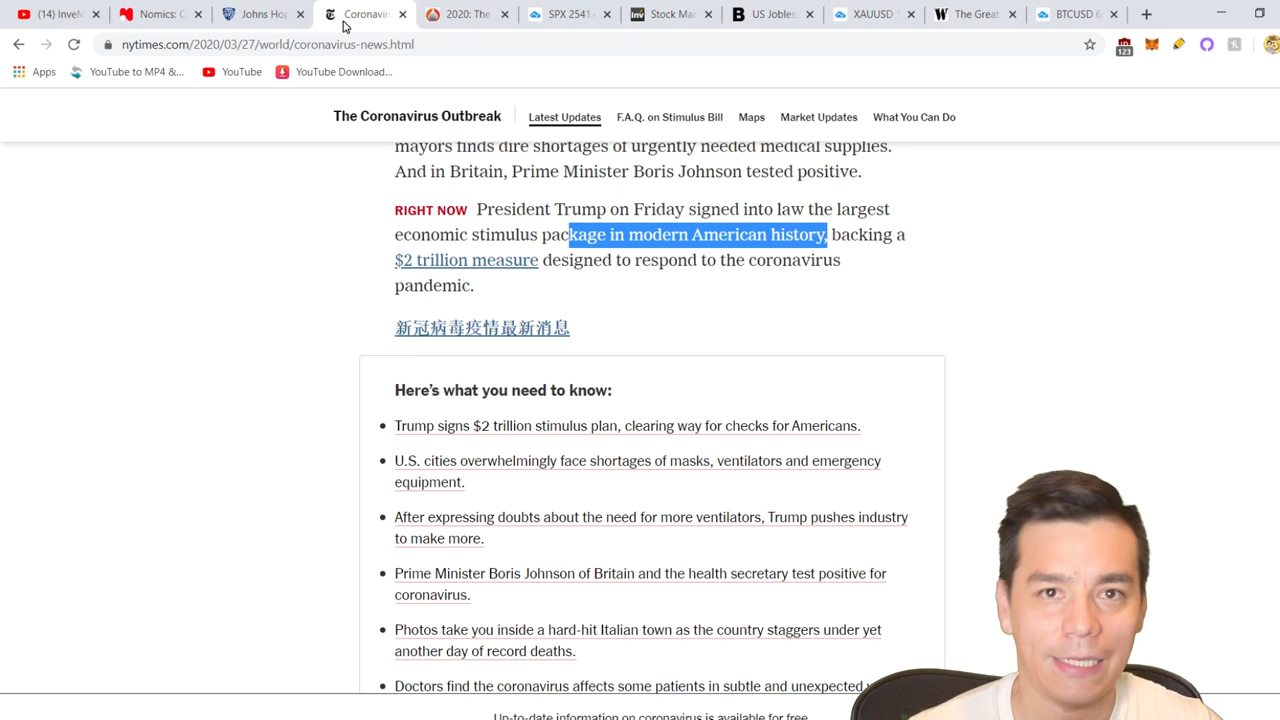 (14) InveM
Nomics: C
Johns Hop
Coronavir
2020: The
SPX 2541.
Stock Mar
US Jobles
XAUUSD 1
The Great
BTCUSD 6
nytimes.com/2020/03/27/world/coronavirus-news.html
123
Apps
YouTube to MP4 &...
YouTube
YouTube Download...
The Coronavirus Outbreak
Latest Updates
F.A.Q. on Stimulus Bill
Maps
Market Updates
What You Can Do
mayors finds dire shortages of urgently needed medical supplies.
And in Britain, Prime Minister Boris Johnson tested positive.
RIGHT NOW President Trump on Friday signed into law the largest
economic stimulus package in modern American history, backing a
$2 trillion measure designed to respond to the coronavirus
pandemic.
新冠病毒疫情最新消息
Here’s what you need to know:
Trump signs $2 trillion stimulus plan, clearing way for checks for Americans.
U.S. cities overwhelmingly face shortages of masks, ventilators and emergency
equipment.
After expressing doubts about the need for more ventilators, Trump pushes industry
to make more.
Prime Minister Boris Johnson of Britain and the health secretary test positive for
coronavirus.
Photos take you inside a hard-hit Italian town as the country staggers under yet
another day of record deaths.
Doctors find the coronavirus affects some patients in subtle and unexpected
Up-to-date information on coronavirus is available for free